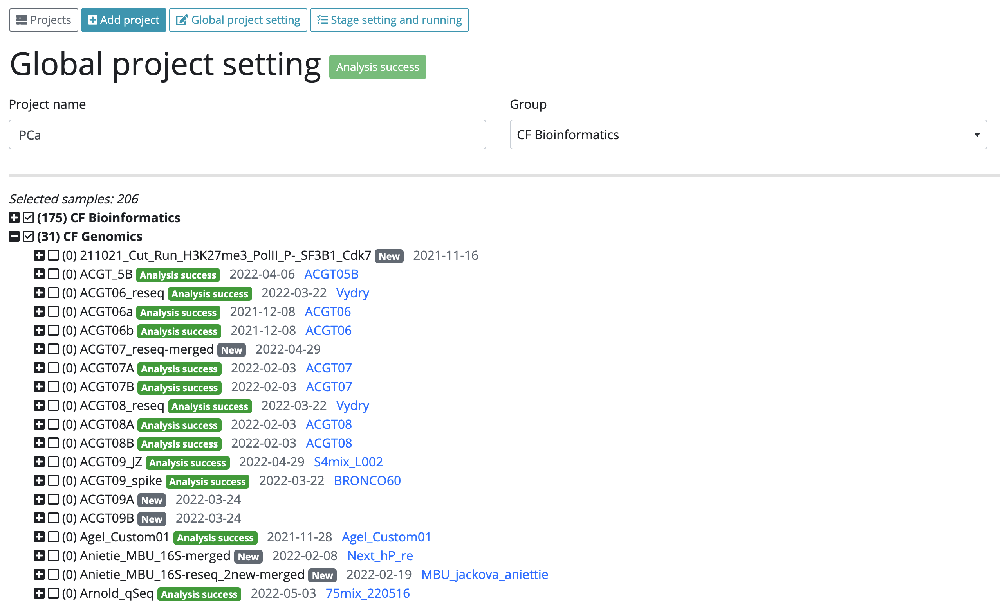 Projects Add project Global project setting Stage setting and running
Global project setting Analysis success
Project name Group
PCa CF Bioinformatics
Selected samples: 206
(175) CF Bioinformatics
(31) CF Genomics
(0) 211021_Cut_Run_H3K27me3_PolII_P-_SF3B1_Cdk7 New 2021-11-16
(0) ACGT_5B Analysis success 2022-04-06 ACGT05B
(0) ACGT06_reseq Analysis success 2022-03-22 Vydry
(0) ACGT06a Analysis success 2021-12-08 ACGT06
(0) ACGT06b Analysis success 2021-12-08 ACGT06
(0) ACGT07_reseq-merged New 2022-04-29
(0) ACGT07A Analysis success 2022-02-03 ACGT07
(0) ACGT07B Analysis success 2022-02-03 ACGT07
(0) ACGT08_reseq Analysis success 2022-03-22 Vydry
(0) ACGT08A Analysis success 2022-02-03 ACGT08
(0) ACGT08B Analysis success 2022-02-03 ACGT08
(0) ACGT09_JZ Analysis success 2022-04-29 S4mix_L002
(0) ACGT09_spike Analysis success 2022-03-22 BRONCO60
(0) ACGT09A New 2022-03-24
(0) ACGT09B New 2022-03-24
(0) Agel_Custom01 Analysis success 2021-11-28 Agel_Custom01
(0) Anietie_MBU_16S-merged New 2022-02-08 Next_hP_re
(0) Anietie_MBU_16S-reseq_2new-merged New 2022-02-19 MBU_jackova_aniettie
(0) Arnold_qSeq Analysis success 2022-05-03 75mix_220516